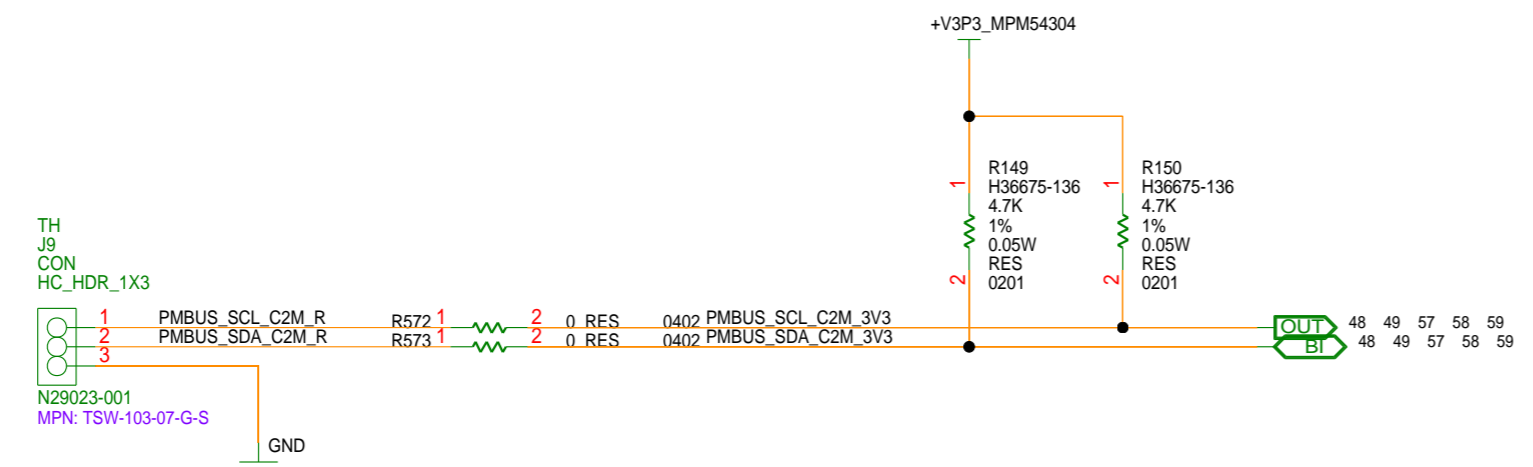 +V3P3_MPM54304
R149
H36675-136
4.7K
1%
0.05W
RES
0201
1
2
R150
H36675-136
4.7K
1%
0.05W
RES
0201
1
2
TH
J9
CON
HC_HDR_1X3
1 PMBUS_SCL_C2M_R R572 1 2 0 RES 0402 PMBUS_SCL_C2M_3V3 OUT 48 49 57 58 59
2 PMBUS_SDA_C2M_R R573 1 2 0 RES 0402 PMBUS_SDA_C2M_3V3 BI 48 49 57 58 59
3
N29023-001
MPN: TSW-103-07-G-S
GND